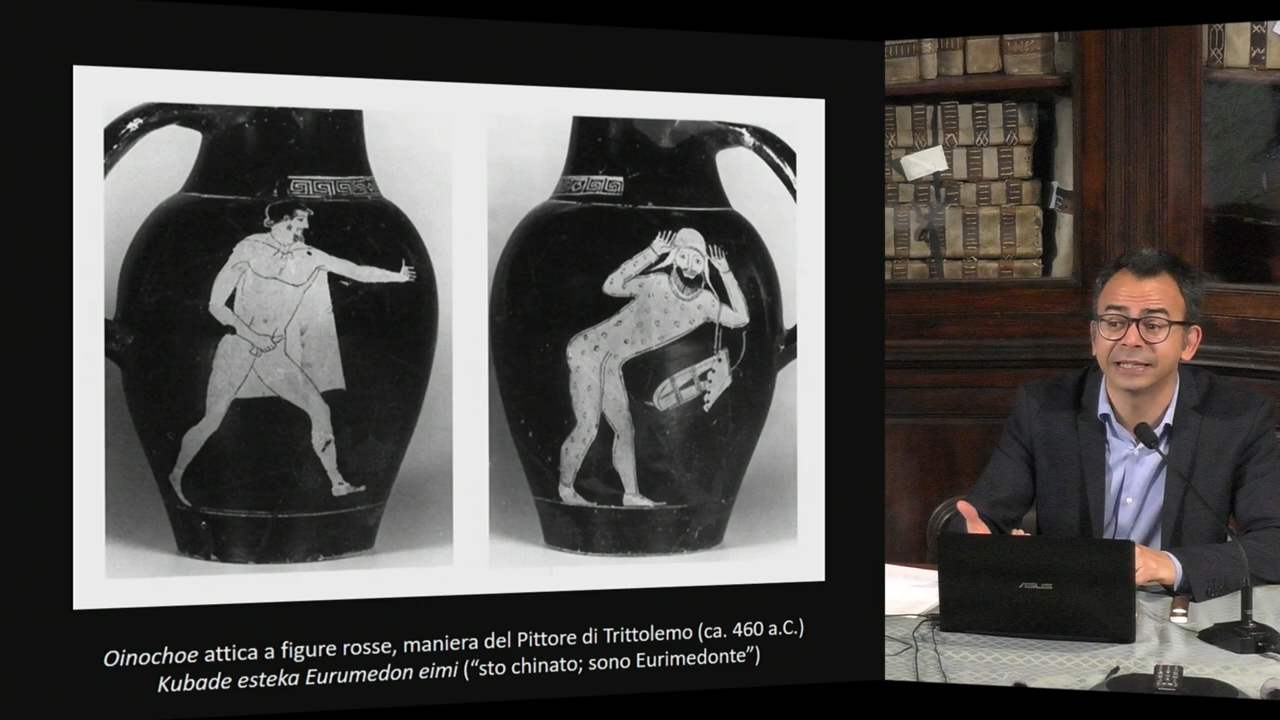 Oinochoe attica a figure rosse, maniera del Pittore di Trittolemo (ca. 460 a.C.)
Kubade esteka Eurumedon eimi (“sto chinato; sono Eurimedonte”)
ASUS